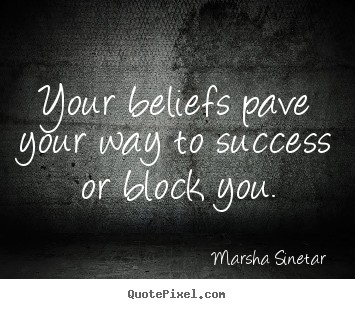 Your beliefs pave
your way to success
or block you.
Marsha Sinetar
QuotePixel.com